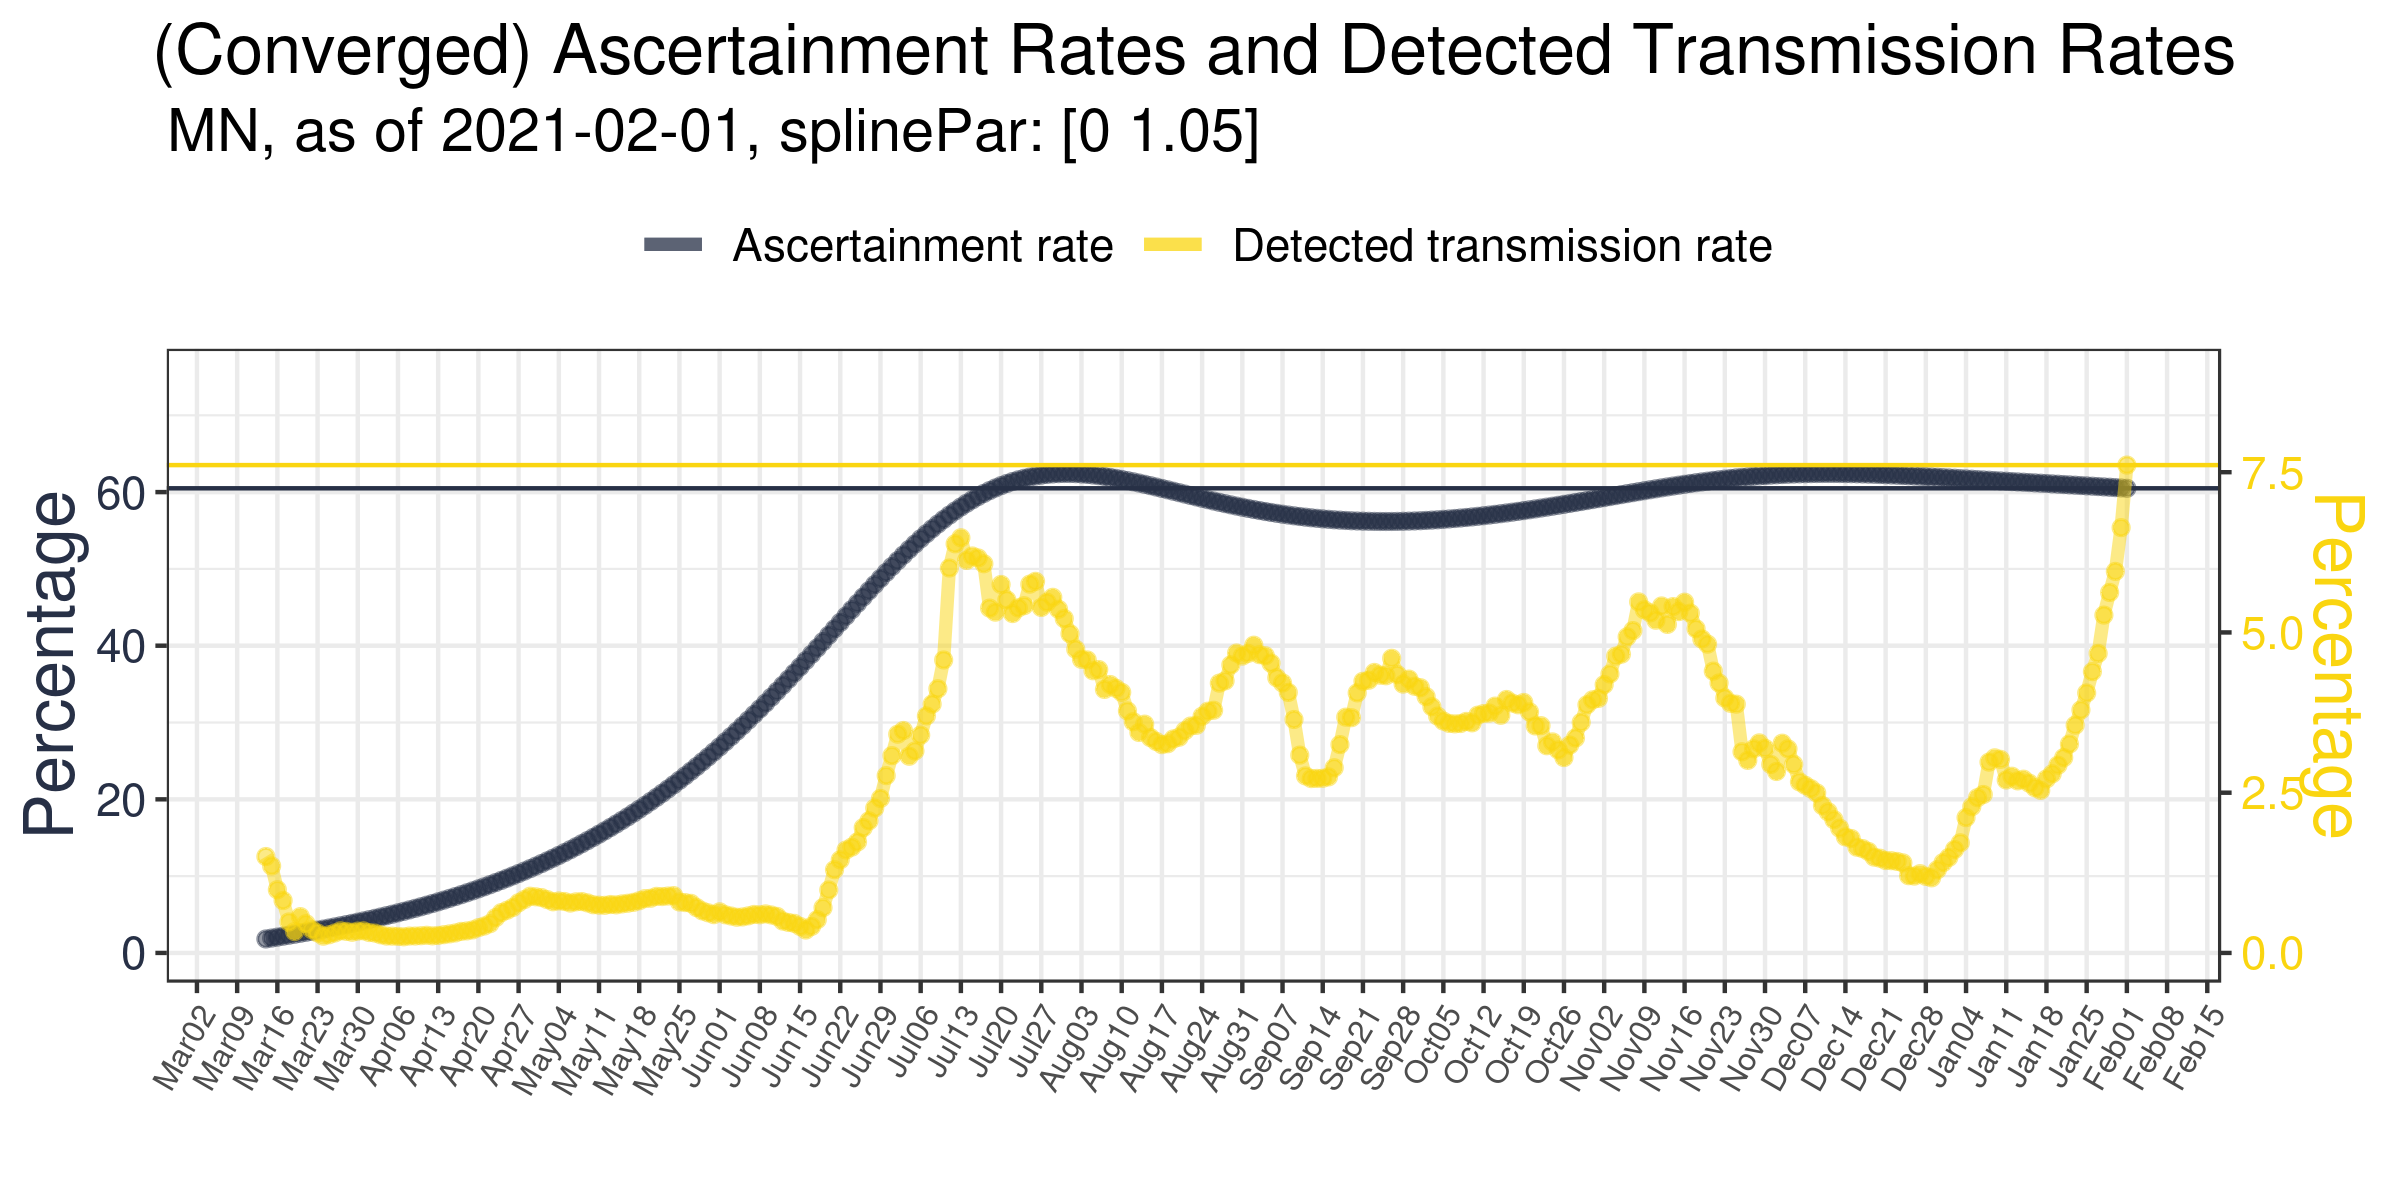 (Converged) Ascertainment Rates and Detected Transmission Rates
MN, as of 2021-02-01, splinePar: [0 1.05]
Ascertainment rate
Detected transmission rate
Percentage
60
40
20
0
7.5
5.0
2.5
0.0
Percentage
Mar02
Mar09
Mar16
Mar23
Mar30
Apr06
Apr13
Apr20
Apr27
May04
May11
May18
May25
Jun01
Jun08
Jun15
Jun22
Jun29
Jul06
Jul13
Jul20
Jul27
Aug03
Aug10
Aug17
Aug24
Aug31
Sep07
Sep14
Sep21
Sep28
Oct05
Oct12
Oct19
Oct26
Nov02
Nov09
Nov16
Nov23
Nov30
Dec07
Dec14
Dec21
Dec28
Jan04
Jan11
Jan18
Jan25
Feb01
Feb08
Feb15